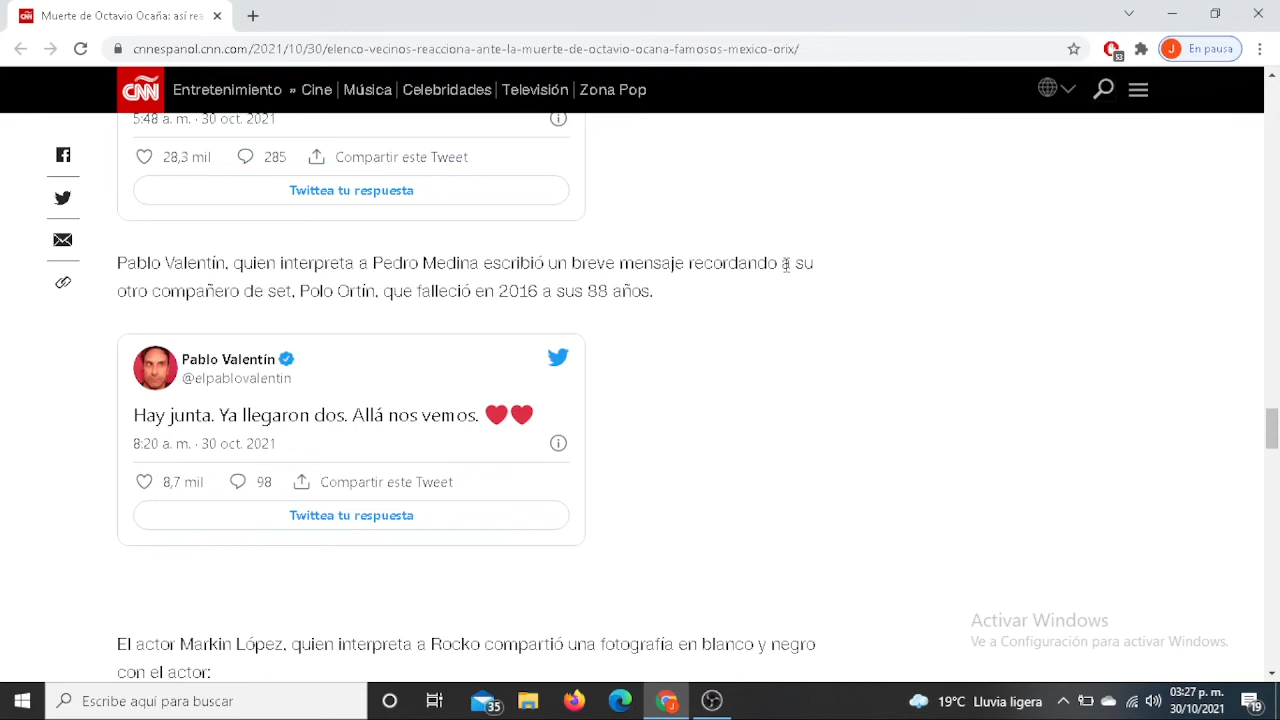 Muerte de Octavio Ocaña: así rea
cnnespanol.cnn.com/2021/10/30/elenco-vecinos-reacciona-ante-la-muerte-de-octavio-ocana-famosos-mexico-orix/
53
J
En pausa
CNN
Entretenimiento » Cine | Música | Celebridades | Televisión | Zona Pop
5:48 a. m. · 30 oct. 2021
28,3 mil 285 Compartir este Tweet
Twittea tu respuesta
Pablo Valentín, quien interpreta a Pedro Medina escribió un breve mensaje recordando a su
otro compañero de set, Polo Ortín, que falleció en 2016 a sus 88 años.
Pablo Valentín
@elpablovalentin
Hay junta. Ya llegaron dos. Allá nos vemos. ❤❤
8:20 a. m. · 30 oct. 2021
8,7 mil 98 Compartir este Tweet
Twittea tu respuesta
El actor Markin López, quien interpreta a Rocko compartió una fotografía en blanco y negro
con el actor:
Activar Windows
Ve a Configuración para activar Windows.
Escribe aquí para buscar
35
19°C Lluvia ligera
03:27 p. m.
30/10/2021
19